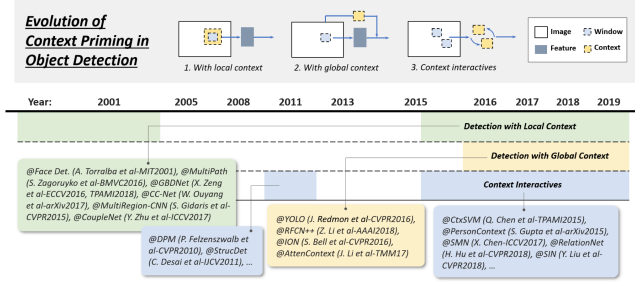 Evolution of
Context Priming in
Object Detection
1. With local context
2. With global context
3. Context interactives
Image
Window
Feature
Context
Year:
2001
2005
2008
2011
2013
2015
2016
2017
2018
2019
Detection with Local Context
Detection with Global Context
Context Interactives
@Face Det. (A. Torralba et al-MIT2001), @MultiPath
(S. Zagoruyko et al-BMVC2016), @GBDNet (X. Zeng
et al-ECCV2016, TPAMI2018), @CC-Net (W. Ouyang
et al-arXiv2017), @MultiRegion-CNN (S. Gidaris et al-
CVPR2015), @CoupleNet (Y. Zhu et al-ICCV2017)
@DPM (P. Felzenszwalb et
al-CVPR2010), @StrucDet
(C. Desai et al-IJCV2011), ...
@YOLO (J. Redmon et al-CVPR2016),
@RFCN++ (Z. Li et al-AAAI2018),
@ION (S. Bell et al-CVPR2016),
@AttenContext (J. Li et al-TMM17)
@CtxSVM (Q. Chen et al-TPAMI2015),
@PersonContext (S. Gupta et al-arXiv2015),
@SMN (X. Chen-ICCV2017), @RelationNet
(H. Hu et al-CVPR2018), @SIN (Y. Liu et al-
CVPR2018), ...